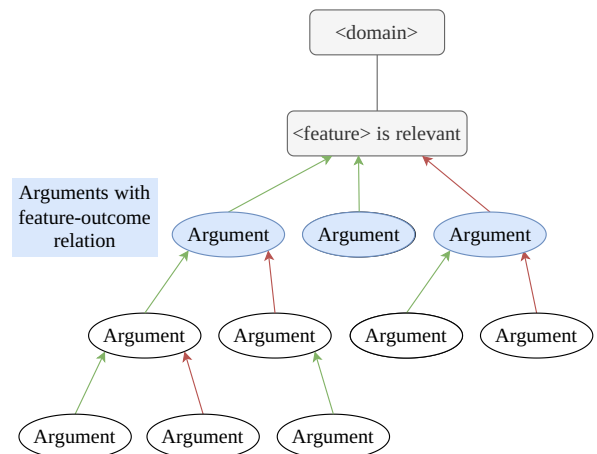 <domain>
<feature> is relevant
Arguments with
feature-outcome
relation
Argument
Argument
Argument
Argument
Argument
Argument
Argument
Argument
Argument
Argument